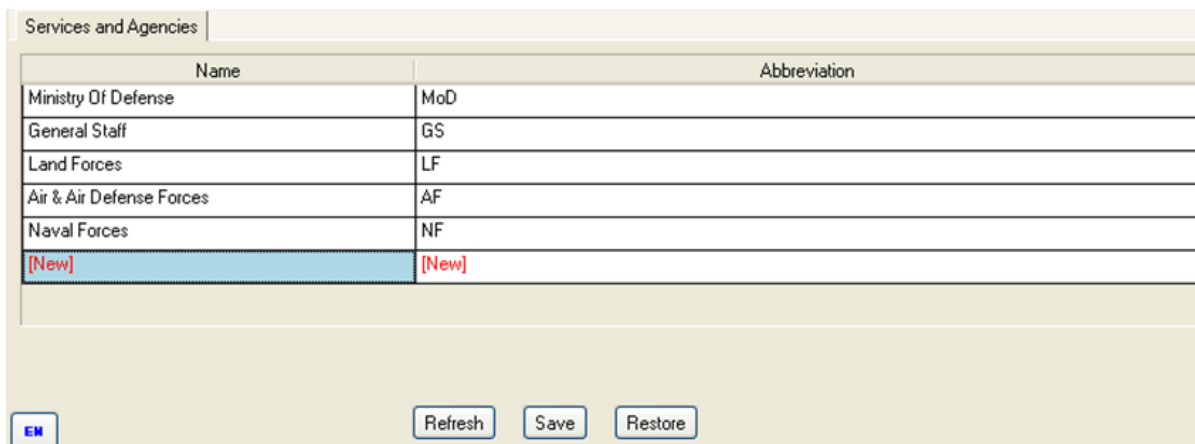 Services and Agencies
Name Abbreviation
Ministry Of Defense MoD
General Staff GS
Land Forces LF
Air & Air Defense Forces AF
Naval Forces NF
[New] [New]
EN Refresh Save Restore